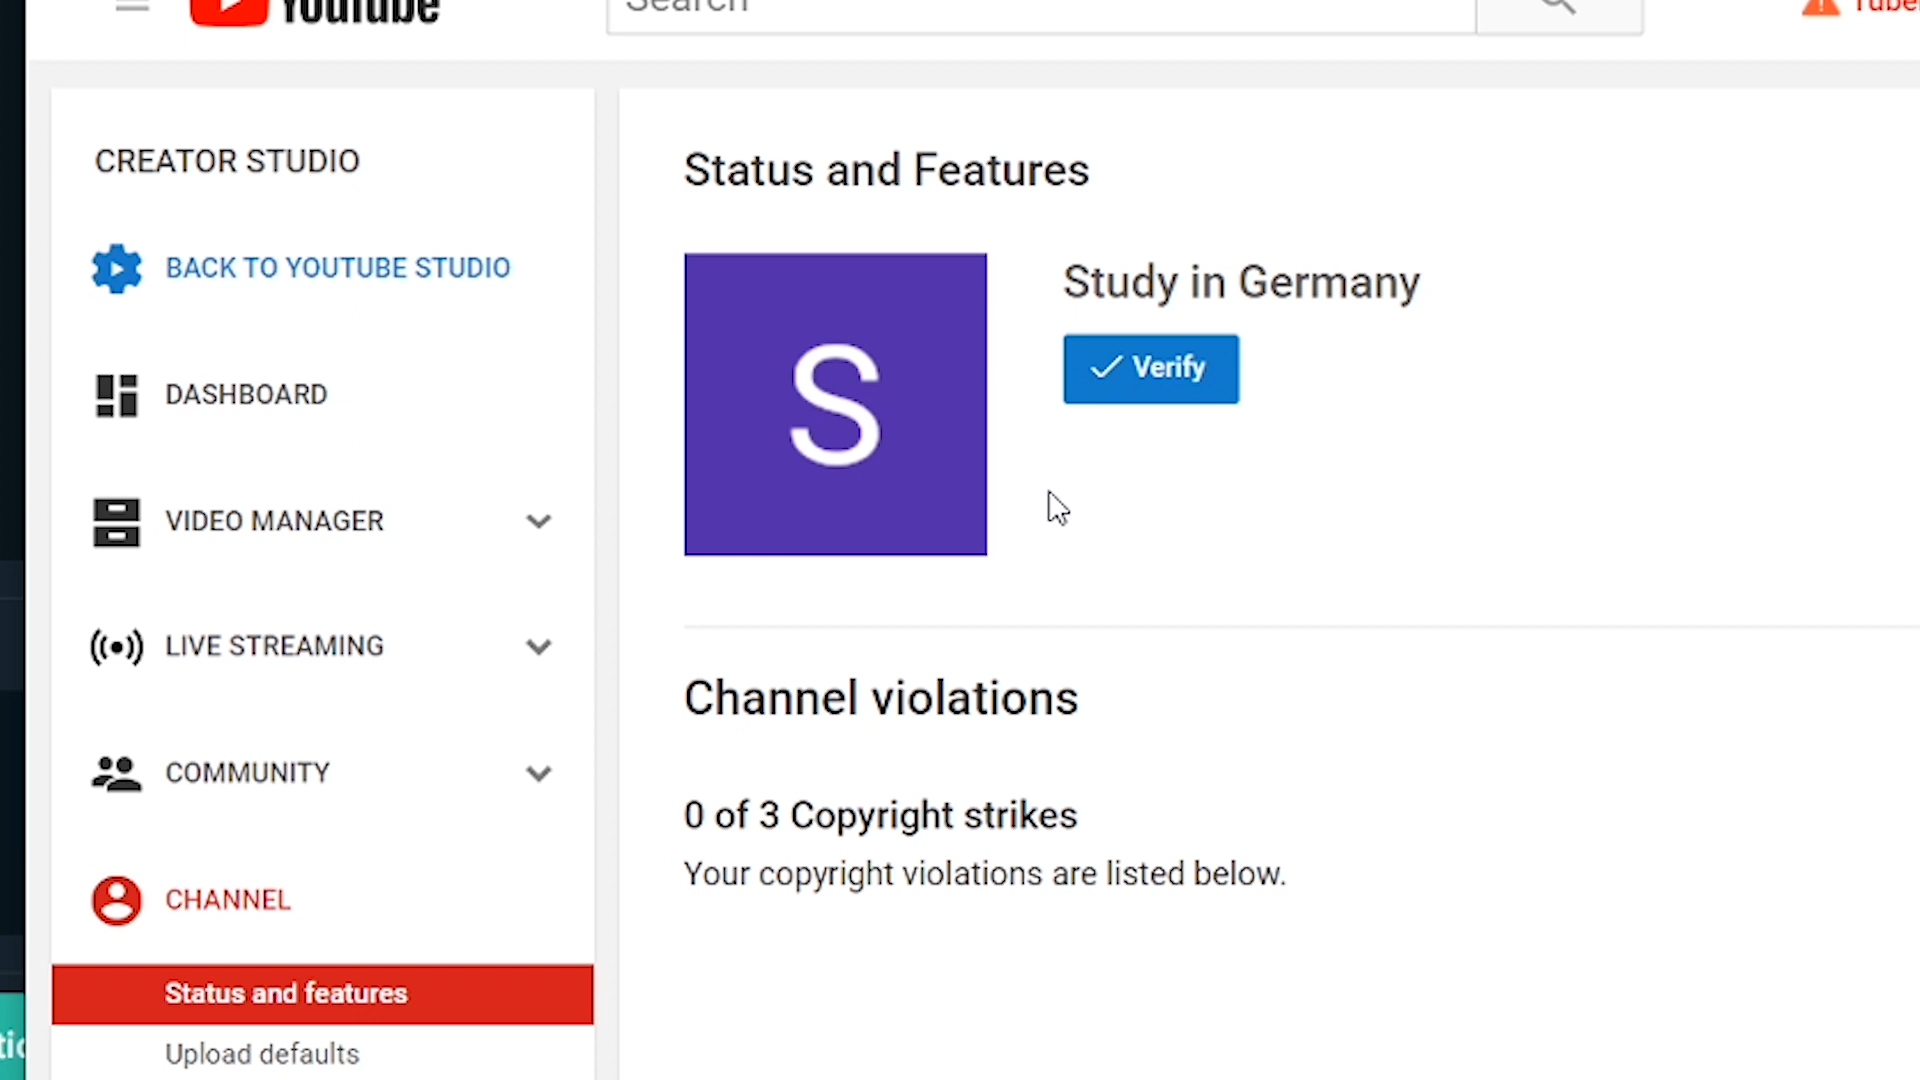 YouTube
Search
CREATOR STUDIO
BACK TO YOUTUBE STUDIO
DASHBOARD
VIDEO MANAGER
LIVE STREAMING
COMMUNITY
CHANNEL
Status and features
Upload defaults
Status and Features
S
Study in Germany
Verify
Channel violations
0 of 3 Copyright strikes
Your copyright violations are listed below.